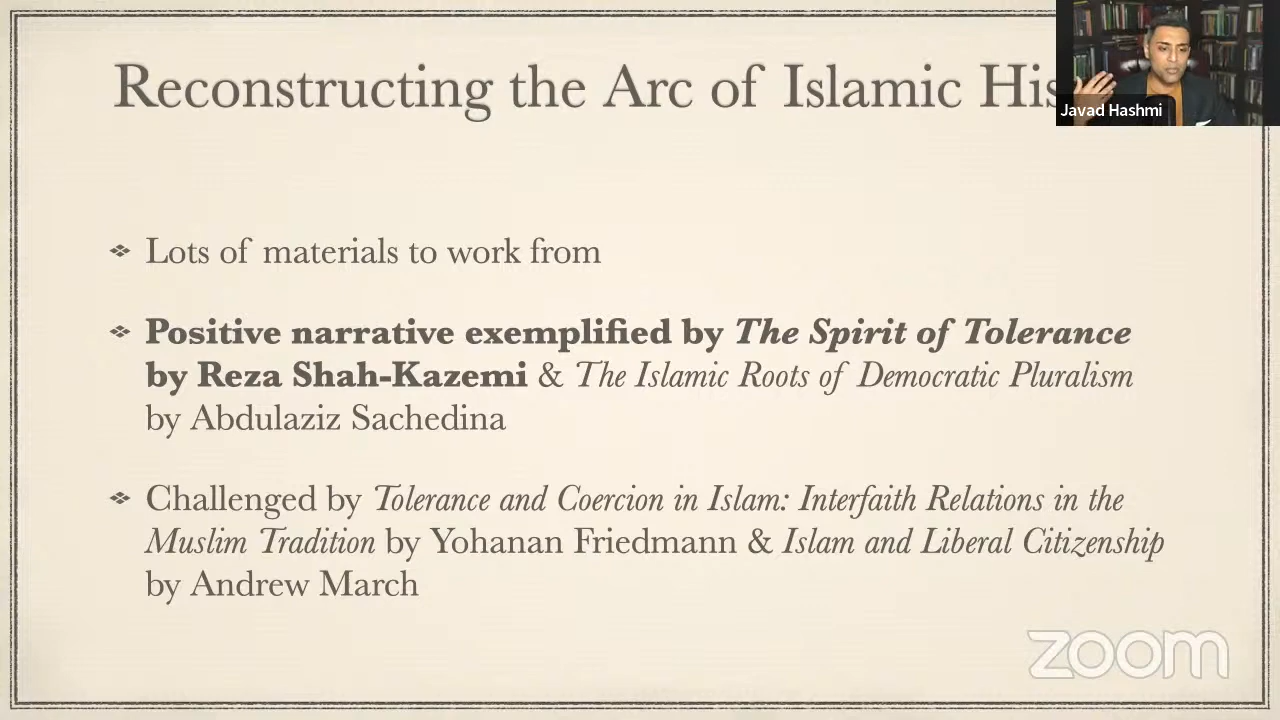 Reconstructing the Arc of Islamic His
Javad Hashmi
Lots of materials to work from
Positive narrative exemplified by The Spirit of Tolerance
by Reza Shah-Kazemi & The Islamic Roots of Democratic Pluralism
by Abdulaziz Sachedina
Challenged by Tolerance and Coercion in Islam: Interfaith Relations in the
Muslim Tradition by Yohanan Friedmann & Islam and Liberal Citizenship
by Andrew March
zoom